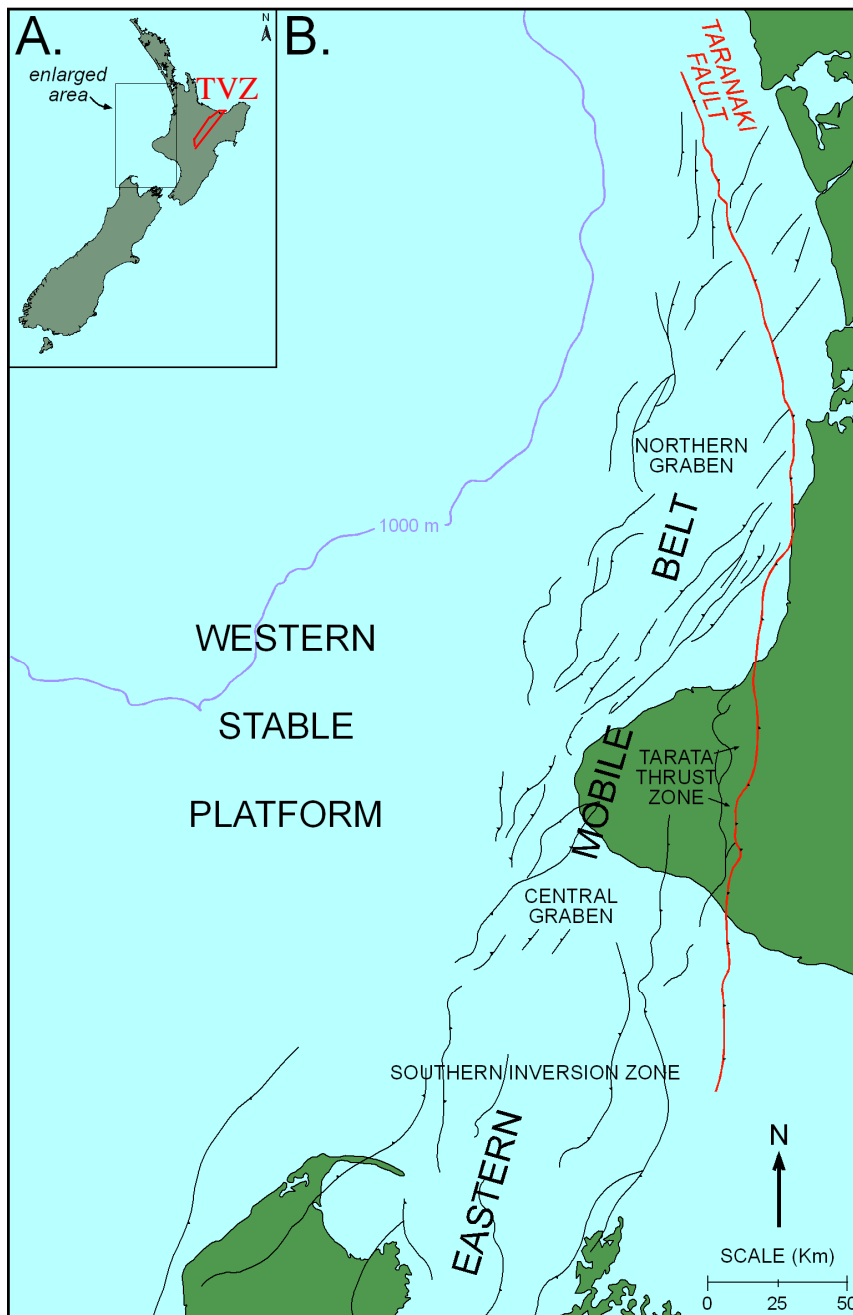 A.
N
enlarged
area
TVZ
B.
TARANAKI
FAULT
NORTHERN
GRABEN
BELT
1000 m
WESTERN
STABLE
PLATFORM
MOBILE
TARATA
THRUST
ZONE
CENTRAL
GRABEN
SOUTHERN INVERSION ZONE
EASTERN
N
SCALE (Km)
0 25 50